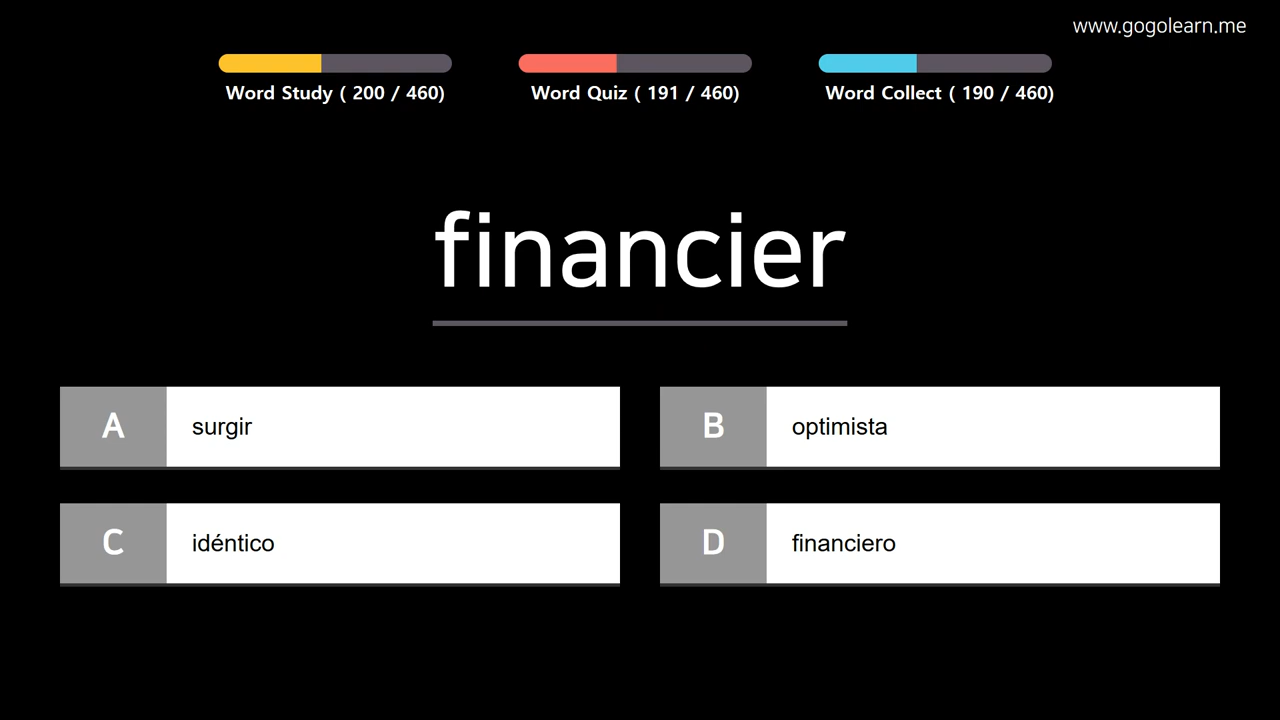 www.gogolearn.me
Word Study ( 200 / 460)
Word Quiz ( 191 / 460)
Word Collect ( 190 / 460)
financier
A surgir
B optimista
C idéntico
D financiero